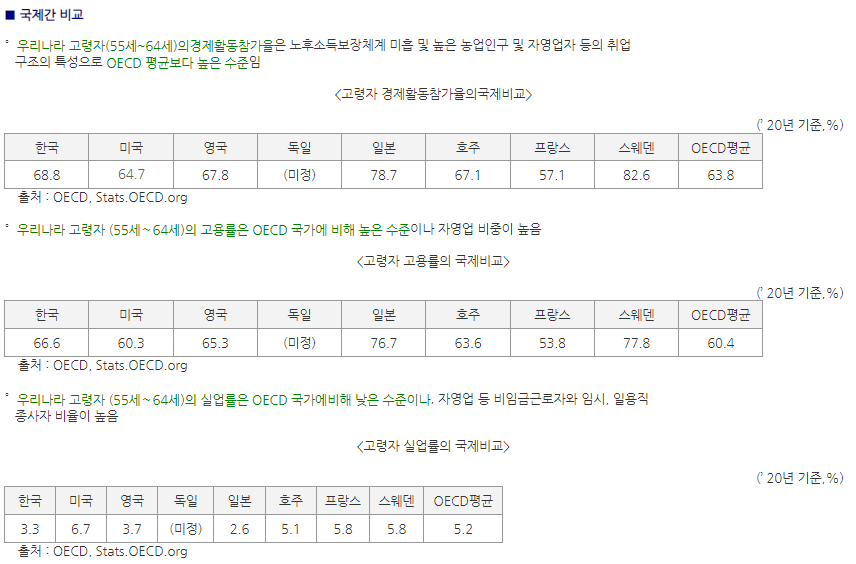 ■ 국제간 비교
° 우리나라 고령자(55세~64세)의경제활동참가율은 노후소득보장체계 미흡 및 높은 농업인구 및 자영업자 등의 취업
구조의 특성으로 OECD 평균보다 높은 수준임
<고령자 경제활동참가율의국제비교>
(’ 20년 기준,%)
한국 미국 영국 독일 일본 호주 프랑스 스웨덴 OECD평균
68.8 64.7 67.8 (미정) 78.7 67.1 57.1 82.6 63.8
출처 : OECD, Stats.OECD.org
° 우리나라 고령자 (55세~64세)의 고용률은 OECD 국가에 비해 높은 수준이나 자영업 비중이 높음
<고령자 고용률의 국제비교>
(’ 20년 기준,%)
한국 미국 영국 독일 일본 호주 프랑스 스웨덴 OECD평균
66.6 60.3 65.3 (미정) 76.7 63.6 53.8 77.8 60.4
출처 : OECD, Stats.OECD.org
° 우리나라 고령자 (55세~64세)의 실업률은 OECD 국가에비해 낮은 수준이나, 자영업 등 비임금근로자와 임시, 일용직
종사자 비율이 높음
<고령자 실업률의 국제비교>
(’ 20년 기준,%)
한국 미국 영국 독일 일본 호주 프랑스 스웨덴 OECD평균
3.3 6.7 3.7 (미정) 2.6 5.1 5.8 5.8 5.2
출처 : OECD, Stats.OECD.org